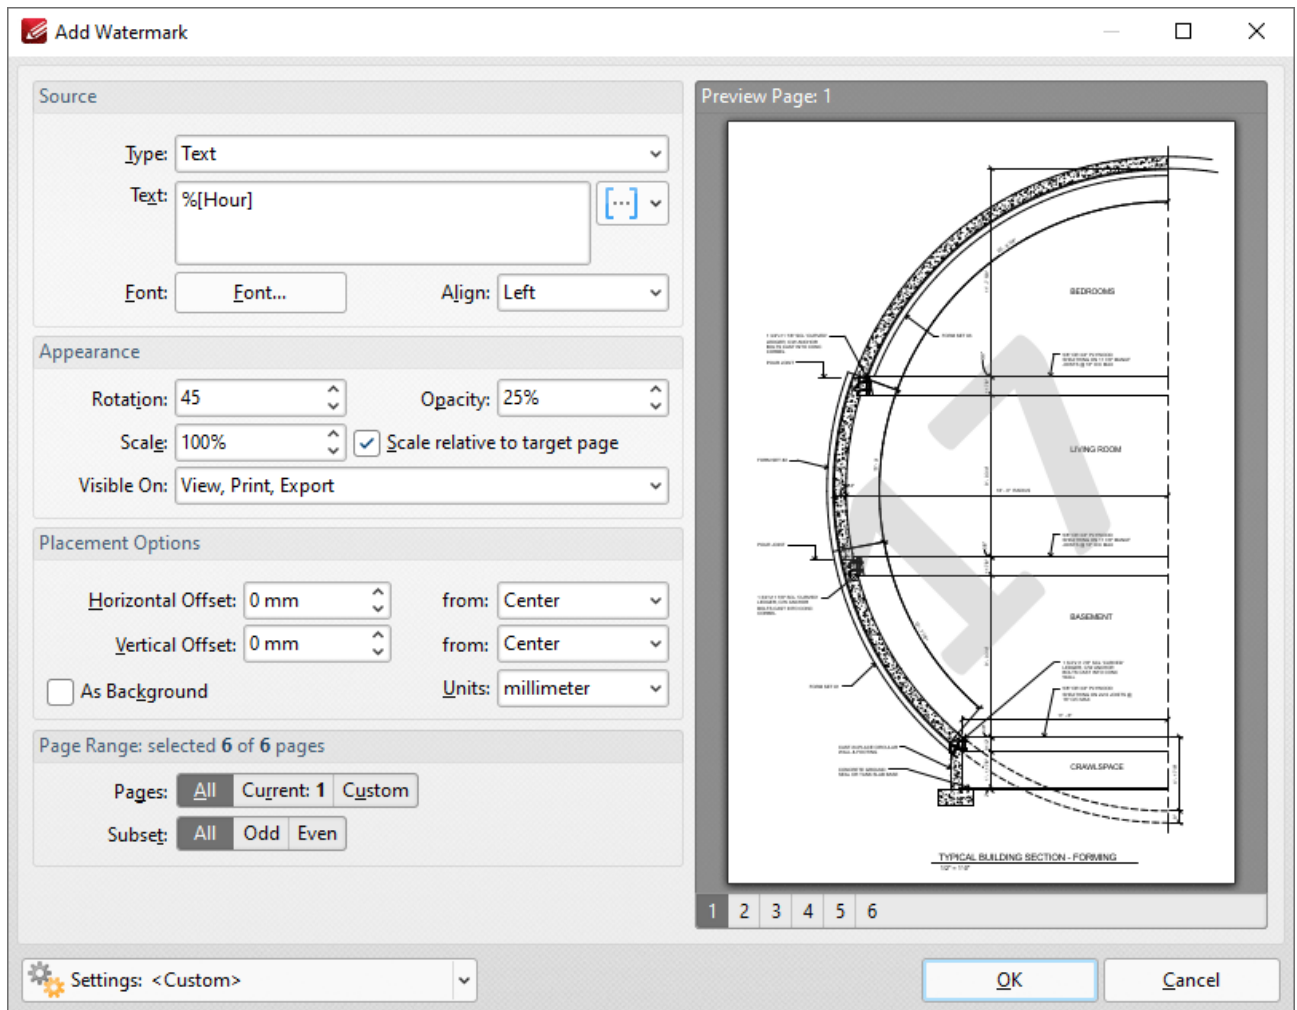 Add Watermark
Source
Type: Text
Text: %[Hour]
Font: Font... Align: Left
Appearance
Rotation: 45 Opacity: 25%
Scale: 100% Scale relative to target page
Visible On: View, Print, Export
Placement Options
Horizontal Offset: 0 mm from: Center
Vertical Offset: 0 mm from: Center
As Background Units: millimeter
Page Range: selected 6 of 6 pages
Pages: All Current: 1 Custom
Subset: All Odd Even
Preview Page: 1
BEDROOMS
LIVING ROOM
BASEMENT
CRAWLSPACE
17
TYPICAL BUILDING SECTION - FORMING
1 2 3 4 5 6
Settings: <Custom>
OK Cancel